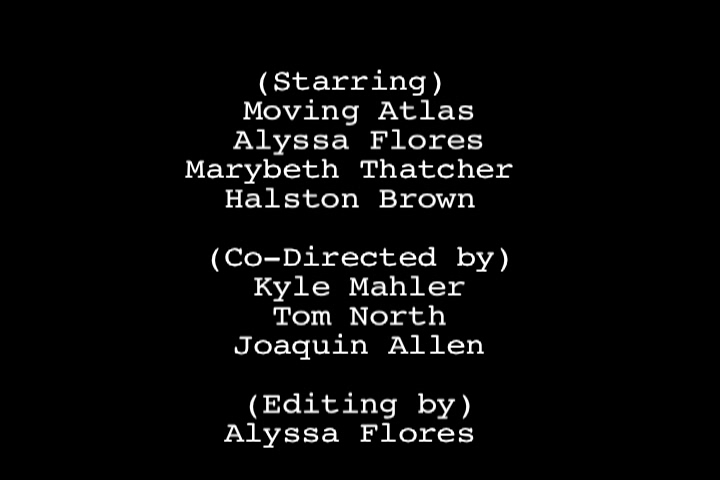 (Starring)
Moving Atlas
Alyssa Flores
Marybeth Thatcher
Halston Brown
(Co-Directed by)
Kyle Mahler
Tom North
Joaquin Allen
(Editing by)
Alyssa Flores